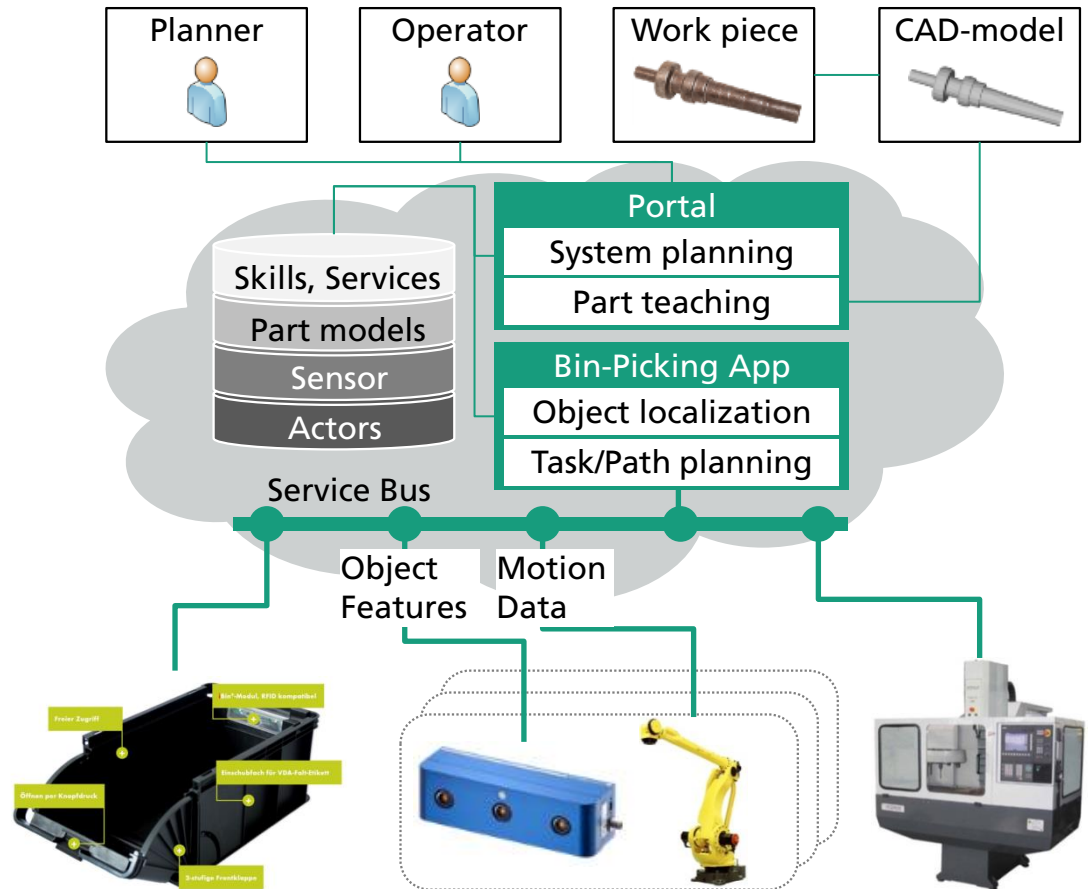 Planner
Operator
Work piece
CAD-model
Portal
System planning
Part teaching
Skills, Services
Part models
Sensor
Actors
Bin-Picking App
Object localization
Task/Path planning
Service Bus
Object
Features
Motion
Data
Bin®-Modul, RFID kompatibel
Freier Zugriff
Einschubfach für VDA-Falt-Etikett
Öffnen per Knopfdruck
2-stufige Frontklappe